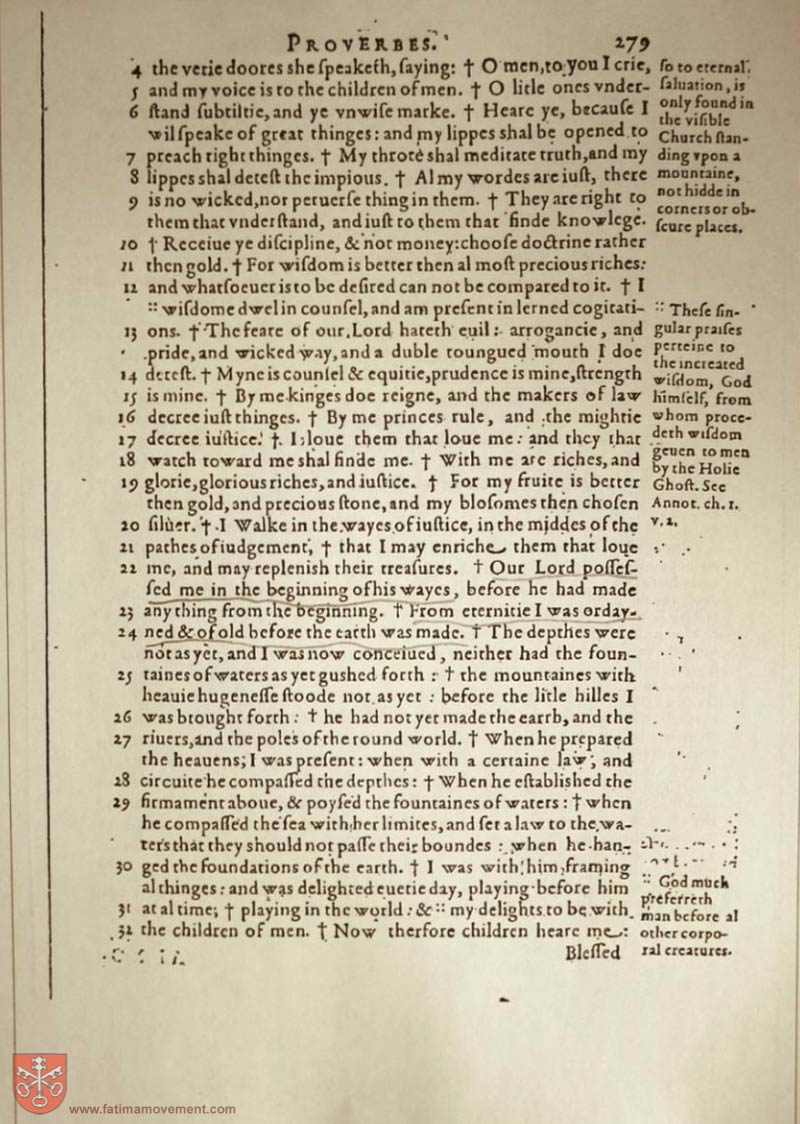 PROVERBES. 279
4 the verie doores she speaketh, saying: † O men, to you I crie,
5 and my voice is to the children of men. † O litle ones vnder-
6 stand subtiltie, and ye vnwise marke. † Heare ye, because I
wil speake of great thinges: and my lippes shal be opened to
7 preach right thinges. † My throte shal meditate truth, and my
8 lippes shal detest the impious. † Al my wordes are iust, there
9 is no wicked, nor peruerse thing in them. † They are right to
them that vnderstand, and iust to them that finde knowlege.
10 † Receiue ye discipline, & not money: choose doctrine rather
11 then gold. † For wisdom is better then al most precious riches:
12 and whatsoeuer is to be desired can not be compared to it. † I
:: wisdome dwel in counsel, and am present in lerned cogitati-
13 ons. † The feare of our Lord hateth euil: arrogancie, and
pride, and wicked way, and a duble toungued mouth I doe
14 detest. † Myne is counsel & equitie, prudence is mine, strength
15 is mine. † By me kinges doe reigne, and the makers of law
16 decree iust thinges. † By me princes rule, and the mightie
17 decree iustice. † I loue them that loue me: and they that
18 watch toward me shal finde me. † With me are riches, and
19 glorie, glorious riches, and iustice. † For my fruite is better
then gold, and precious stone, and my blosomes then chosen
20 siluer. † I Walke in the wayes of iustice, in the middes of the
21 pathes of iudgement, † that I may enriche them that loue
22 me, and may replenish their treasures. † Our Lord posses-
sed me in the beginning of his wayes, before he had made
23 any thing from the beginning. † From eternitie I was orday-
24 ned & of old before the earth was made. † The depthes were
not as yet, and I was now conceiued, neither had the foun-
25 taines of waters as yet gushed forth: † the mountaines with
heauie hugenesse stoode not as yet: before the litle hilles I
26 was brought forth: † he had not yet made the earth, and the
27 riuers, and the poles of the round world. † When he prepared
the heauens; I was present: when with a certaine law, and
28 circuite he compassed the depthes: † When he established the
29 firmament aboue, & poysed the fountaines of waters: † when
he compassed the sea with her limites, and set a law to the wa-
ters that they should not passe their boundes: when he han-
30 ged the foundations of the earth. † I was with him framing
al thinges: and was delighted euerie day, playing before him
31 at al time; † playing in the world: & :: my delights to be with
32 the children of men. † Now therfore children heare me:
Blessed
so to eternal
saluation, is
only found in
the visible
Church stan-
ding vpon a
mountaine,
not hidde in
corners or ob-
scure places.
:: These sin-
gular praises
perteine to
the increated
wisdom, God
himself, from
whom proce-
deth wisdom
geuen to men
by the Holie
Ghost. See
Annot. ch. 1.
v. 2.
:: God much
preferreth
man before al
other corpo-
ral creatures.
www.fatimamovement.com